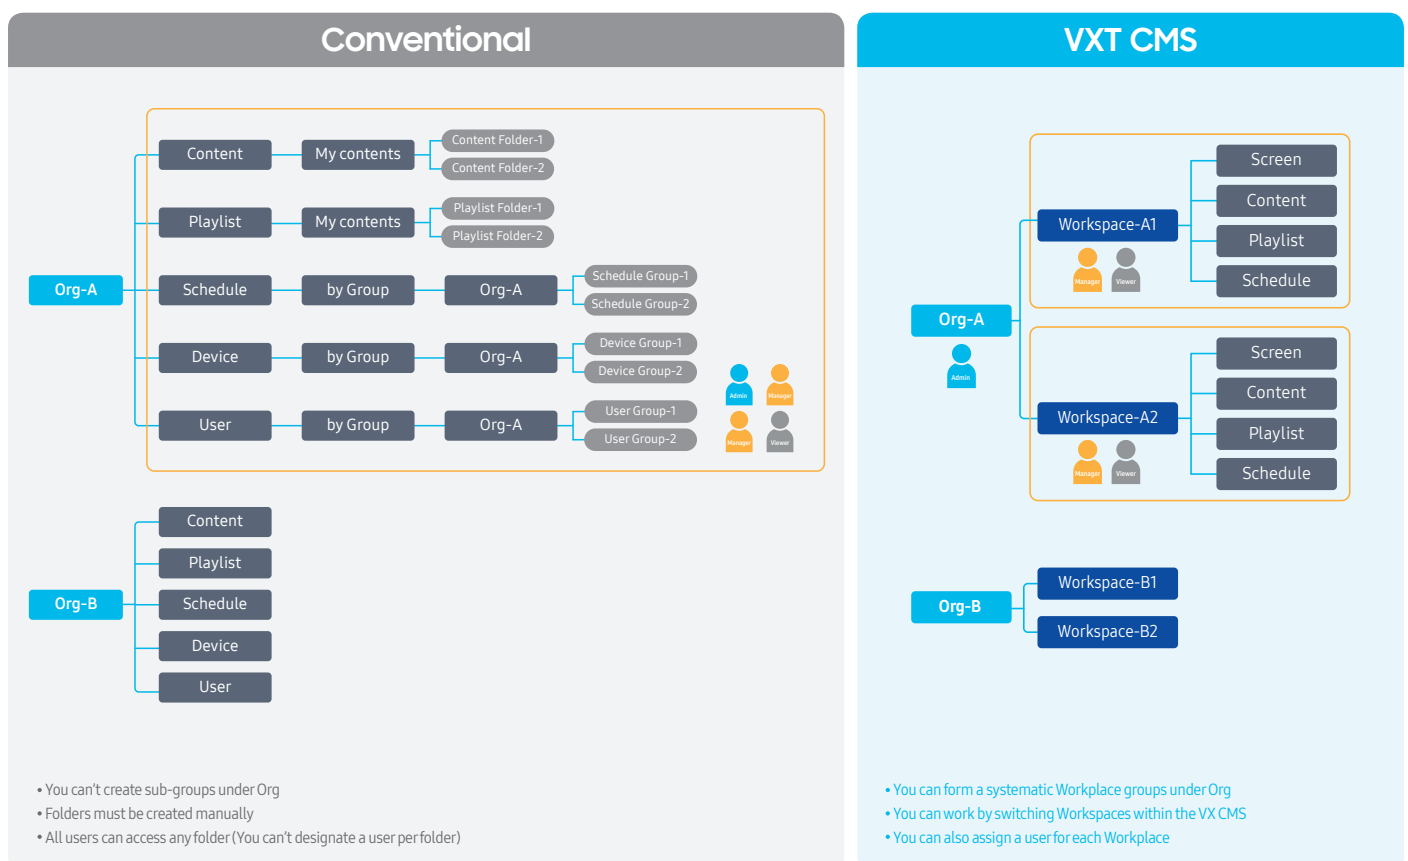 Conventional
Org-A
Content
My contents
Content Folder-1
Content Folder-2
Playlist
My contents
Playlist Folder-1
Playlist Folder-2
Schedule
by Group
Org-A
Schedule Group-1
Schedule Group-2
Device
by Group
Org-A
Device Group-1
Device Group-2
User
by Group
Org-A
User Group-1
User Group-2
Admin
Manager
Manager
Viewer
Org-B
Content
Playlist
Schedule
Device
User
• You can't create sub-groups under Org
• Folders must be created manually
• All users can access any folder (You can't designate a user per folder)
VXT CMS
Org-A
Admin
Workspace-A1
Manager
Viewer
Screen
Content
Playlist
Schedule
Workspace-A2
Manager
Viewer
Screen
Content
Playlist
Schedule
Org-B
Workspace-B1
Workspace-B2
• You can form a systematic Workplace groups under Org
• You can work by switching Workspaces within the VX CMS
• You can also assign a user for each Workplace